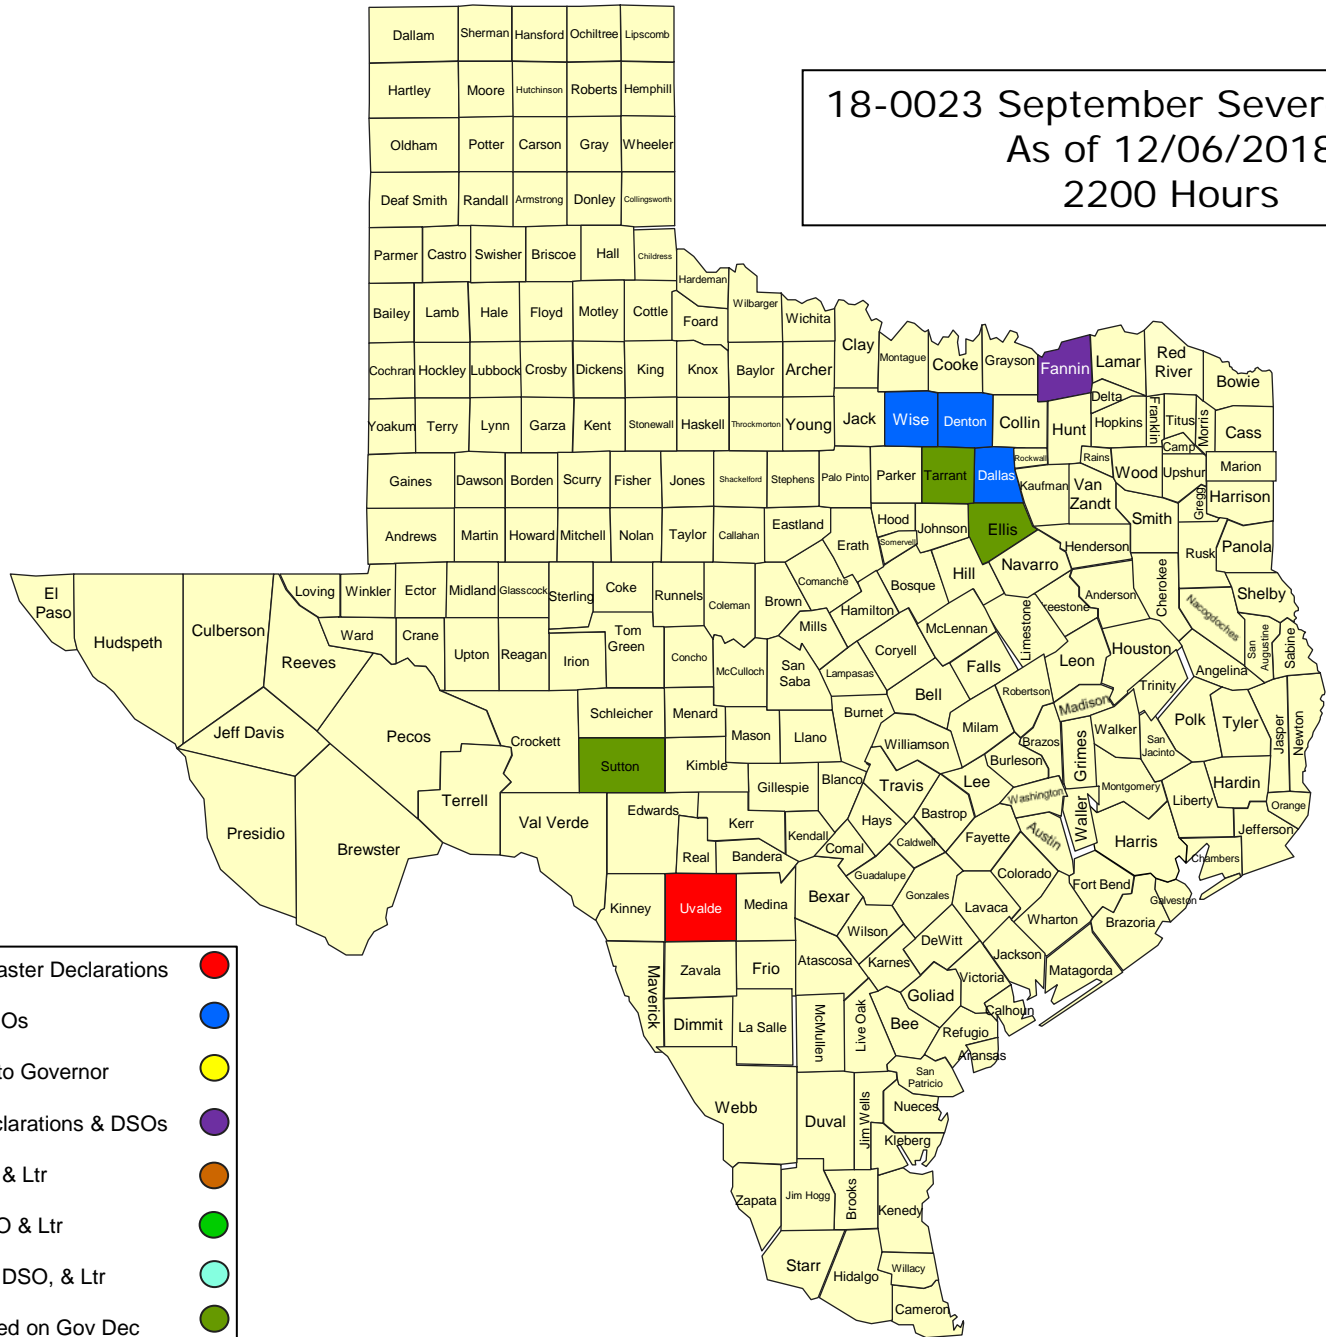 Dallam Sherman Hansford Ochiltree Lipscomb
Hartley Moore Hutchinson Roberts Hemphill
18-0023 September Sever
As of 12/06/2018
2200 Hours
Oldham Potter Carson Gray Wheeler
Deaf Smith Randall Armstrong Donley Collingsworth
Parmer Castro Swisher Briscoe Hall Childress
Hardeman
Bailey Lamb Hale Floyd Motley Cottle Foard Wilbarger Wichita
Clay Montague Cooke Grayson Fannin Lamar Red River Bowie
Cochran Hockley Lubbock Crosby Dickens King Knox Baylor Archer
Delta
Yoakum Terry Lynn Garza Kent Stonewall Haskell Throckmorton Young Jack Wise Denton Collin Hunt Hopkins Franklin Titus Morris Cass
Camp
Rockwall Rains
Gaines Dawson Borden Scurry Fisher Jones Shackelford Stephens Palo Pinto Parker Tarrant Dallas Kaufman Van Zandt Wood Upshur Marion
Gregg Harrison
Andrews Martin Howard Mitchell Nolan Taylor Callahan Eastland Erath Hood Somervell Johnson Ellis Henderson Smith Rusk Panola
El Paso Hudspeth Culberson Loving Winkler Ector Midland Glasscock Sterling Coke Runnels Coleman Brown Comanche Hamilton Bosque Hill Navarro Limestone reestone Anderson Cherokee Nacogdoches Shelby
Reeves Ward Crane Upton Reagan Irion Tom Green Concho McCulloch San Saba Mills Lampasas Coryell McLennan Falls Leon Houston Trinity Angelina San Augustine Sabine
Jeff Davis Pecos Crockett Schleicher Menard Mason Llano Burnet Bell Milam Robertson Madison Brazos Grimes Walker San Jacinto Polk Tyler Jasper Newton
Presidio Brewster Terrell Val Verde Sutton Kimble Gillespie Blanco Williamson Travis Lee Burleson Washington Waller Montgomery Liberty Hardin Orange
Edwards Real Kerr Bandera Kendall Comal Hays Caldwell Bastrop Fayette Austin Harris Chambers Jefferson
Kinney Uvalde Medina Bexar Guadalupe Gonzales Lavaca Colorado Wharton Fort Bend Brazoria Galveston
Maverick Zavala Frio Atascosa Wilson Karnes DeWitt Jackson Matagorda
Dimmit La Salle McMullen Live Oak Bee Goliad Victoria Calhoun Refugio Aransas
San Patricio
Webb Duval Jim Wells Nueces Kleberg
Zapata Jim Hogg Brooks Kenedy
Starr Hidalgo Willacy
Cameron
aster Declarations
Os
to Governor
clarations & DSOs
& Ltr
O & Ltr
DSO, & Ltr
ed on Gov Dec